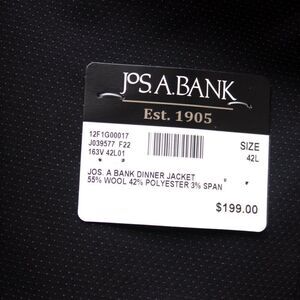 JOS. A. BANK
Est. 1905
12F1G00017
J039577 F22
163V 42L01
SIZE
42L
JOS. A BANK DINNER JACKET
55% WOOL 42% POLYESTER 3% SPAN
$199.00